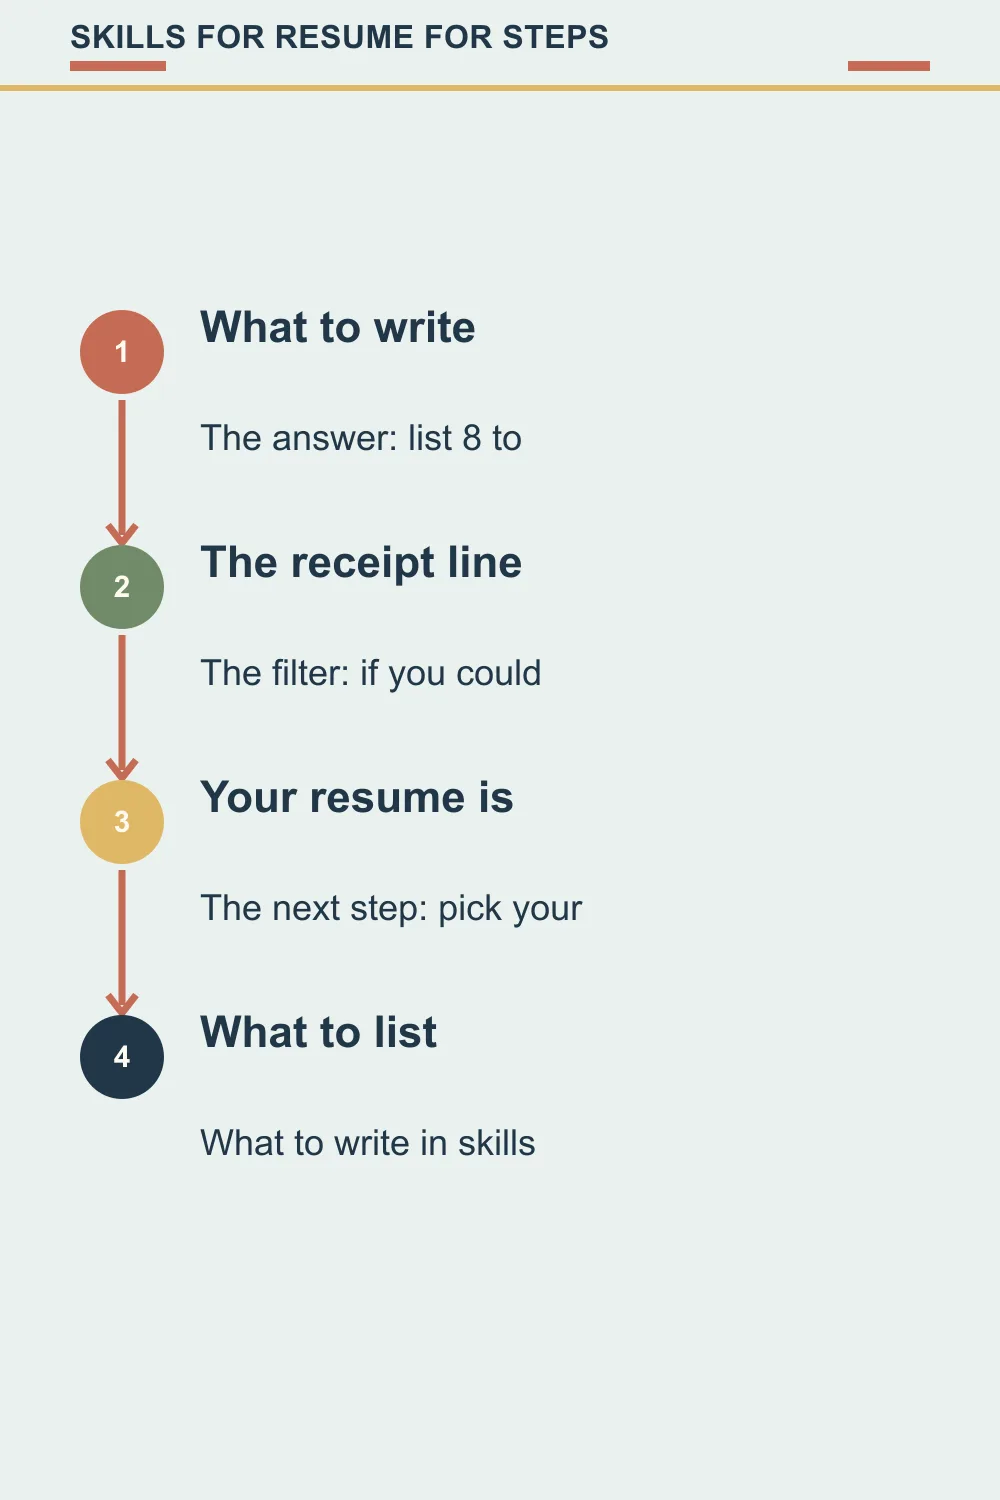 SKILLS FOR RESUME FOR STEPS
1
What to write
The answer: list 8 to
2
The receipt line
The filter: if you could
3
Your resume is
The next step: pick your
4
What to list
What to write in skills